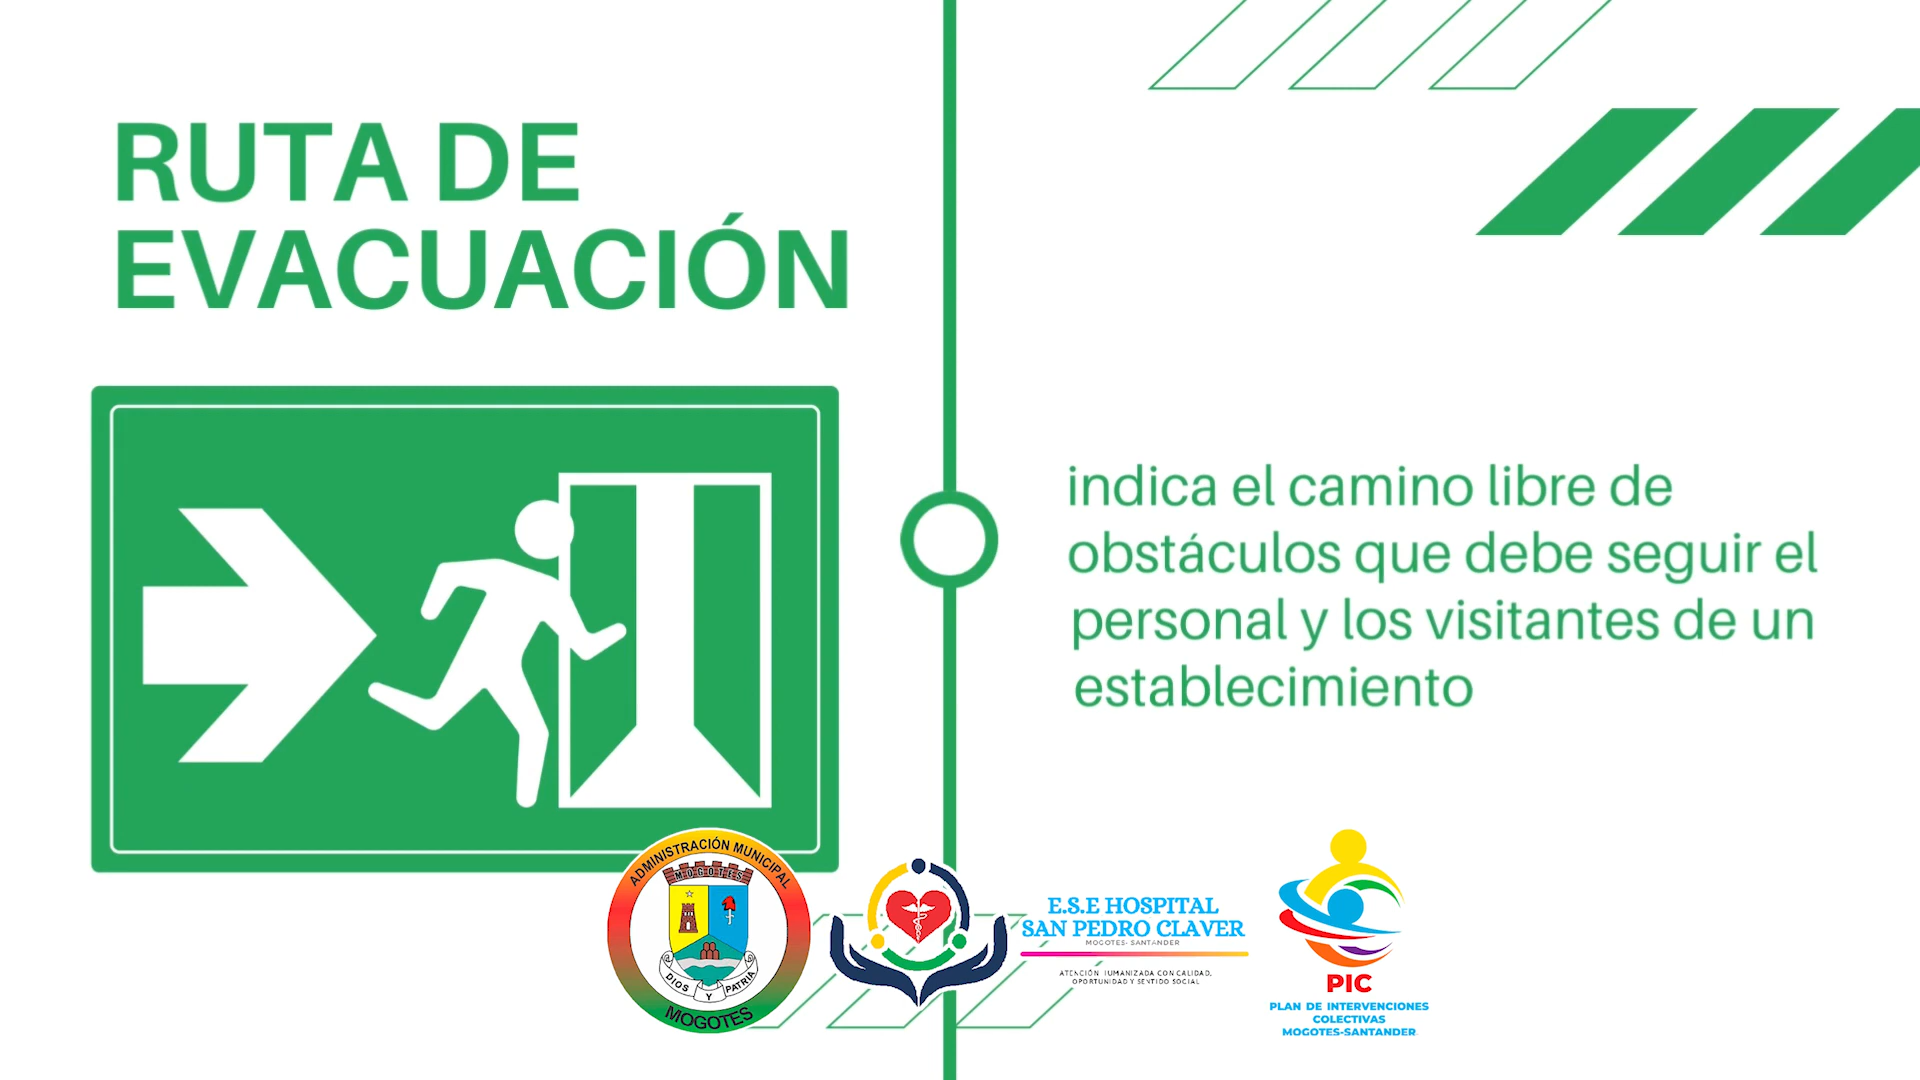 RUTA DE
EVACUACIÓN
indica el camino libre de
obstáculos que debe seguir el
personal y los visitantes de un
establecimiento
ADMINISTRACIÓN MUNICIPAL
MOGOTES
DIOS Y PATRIA
MOGOTES
E.S.E HOSPITAL
SAN PEDRO CLAVER
MOGOTES- SANTANDER
ATENCIÓN HUMANIZADA CON CALIDAD,
OPORTUNIDAD Y SENTIDO SOCIAL
PIC
PLAN DE INTERVENCIONES
COLECTIVAS
MOGOTES-SANTANDER